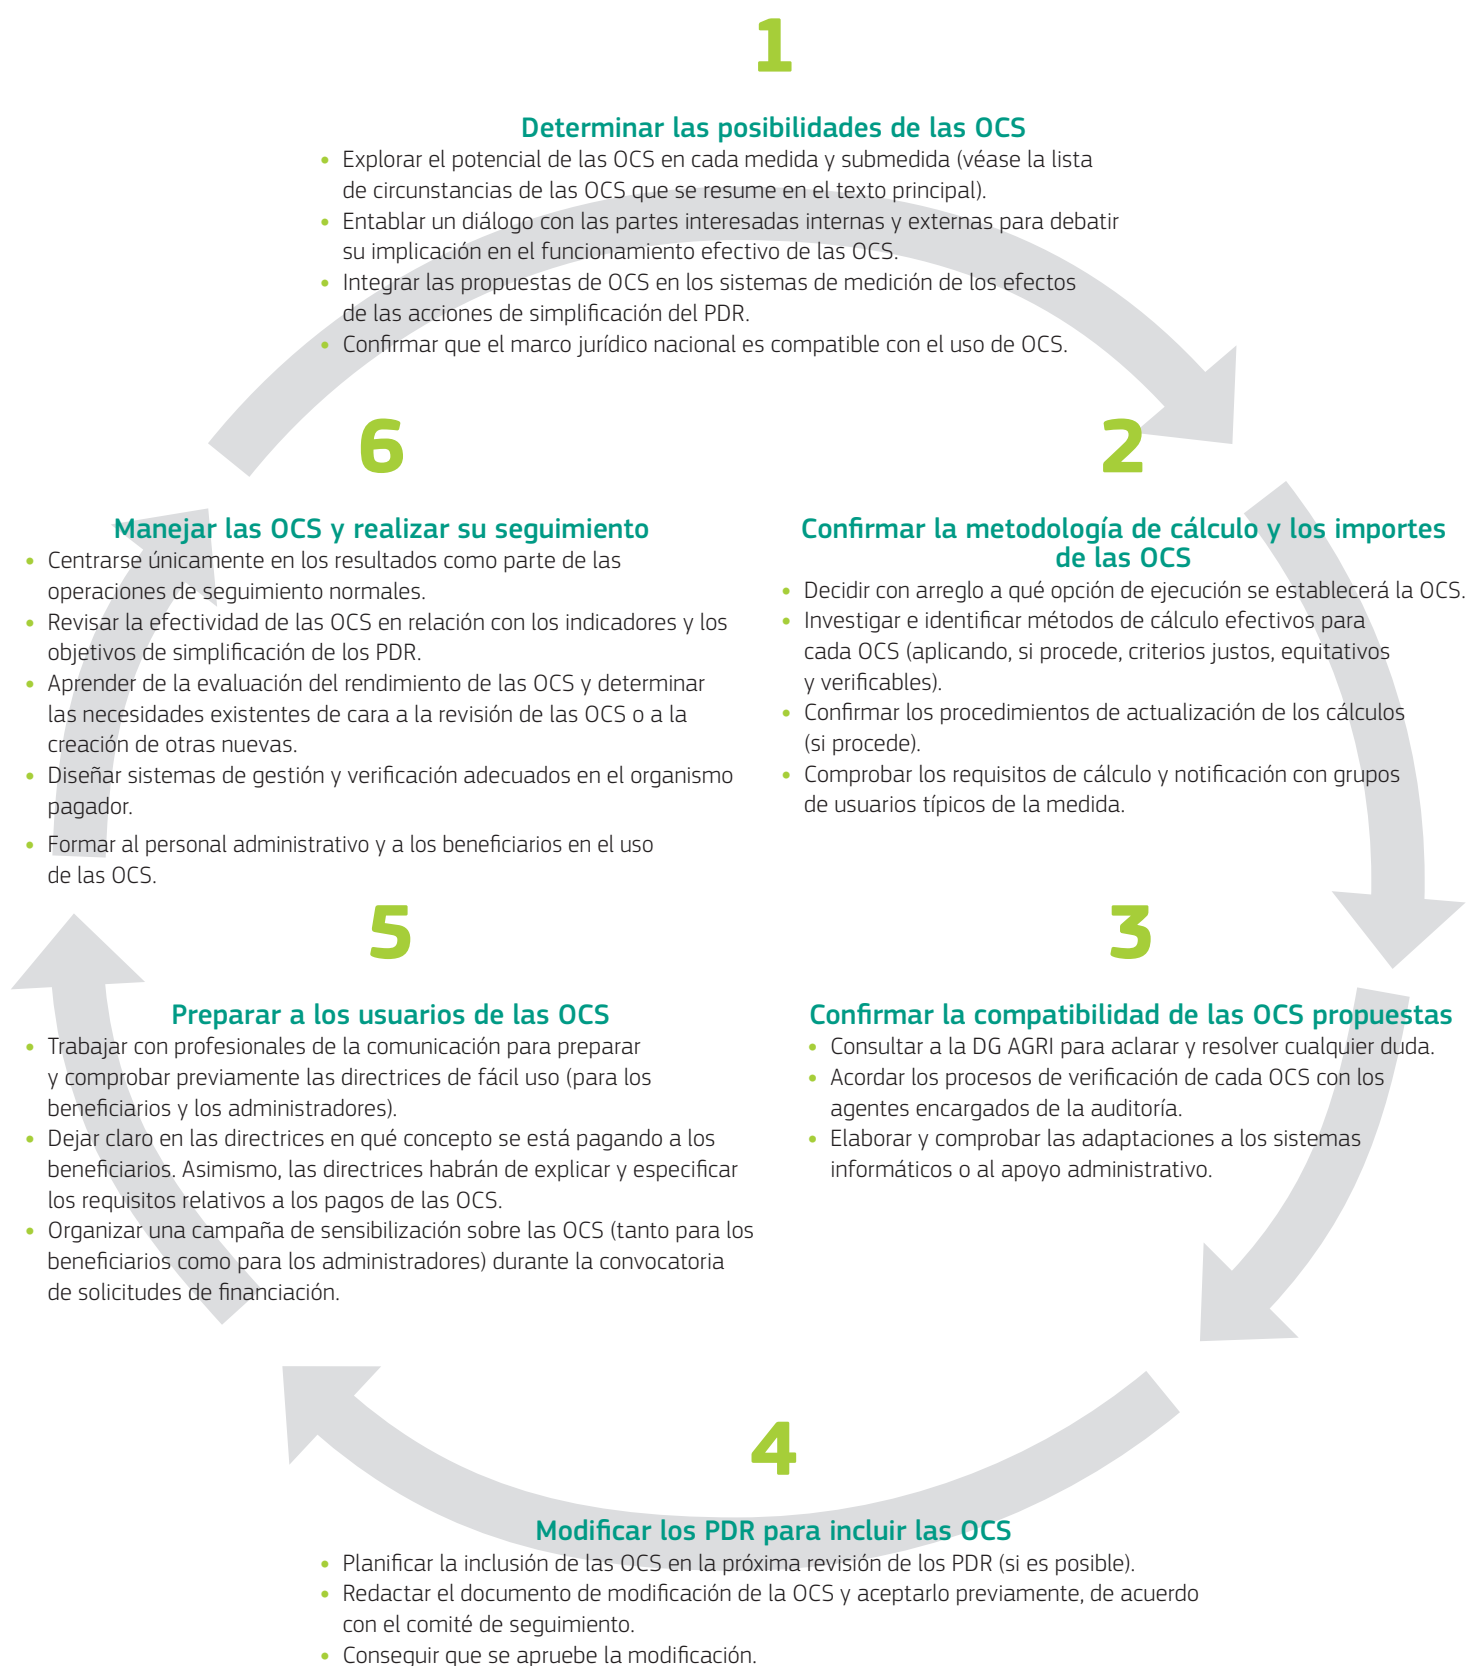 1
Determinar las posibilidades de las OCS
• Explorar el potencial de las OCS en cada medida y submedida (véase la lista
de circunstancias de las OCS que se resume en el texto principal).
• Entablar un diálogo con las partes interesadas internas y externas para debatir
su implicación en el funcionamiento efectivo de las OCS.
• Integrar las propuestas de OCS en los sistemas de medición de los efectos
de las acciones de simplificación del PDR.
• Confirmar que el marco jurídico nacional es compatible con el uso de OCS.
2
Confirmar la metodología de cálculo y los importes
de las OCS
• Decidir con arreglo a qué opción de ejecución se establecerá la OCS.
• Investigar e identificar métodos de cálculo efectivos para
cada OCS (aplicando, si procede, criterios justos, equitativos
y verificables).
• Confirmar los procedimientos de actualización de los cálculos
(si procede).
• Comprobar los requisitos de cálculo y notificación con grupos
de usuarios típicos de la medida.
3
Confirmar la compatibilidad de las OCS propuestas
• Consultar a la DG AGRI para aclarar y resolver cualquier duda.
• Acordar los procesos de verificación de cada OCS con los
agentes encargados de la auditoría.
• Elaborar y comprobar las adaptaciones a los sistemas
informáticos o al apoyo administrativo.
4
Modificar los PDR para incluir las OCS
• Planificar la inclusión de las OCS en la próxima revisión de los PDR (si es posible).
• Redactar el documento de modificación de la OCS y aceptarlo previamente, de acuerdo
con el comité de seguimiento.
• Conseguir que se apruebe la modificación.
5
Preparar a los usuarios de las OCS
• Trabajar con profesionales de la comunicación para preparar
y comprobar previamente las directrices de fácil uso (para los
beneficiarios y los administradores).
• Dejar claro en las directrices en qué concepto se está pagando a los
beneficiarios. Asimismo, las directrices habrán de explicar y especificar
los requisitos relativos a los pagos de las OCS.
• Organizar una campaña de sensibilización sobre las OCS (tanto para los
beneficiarios como para los administradores) durante la convocatoria
de solicitudes de financiación.
6
Manejar las OCS y realizar su seguimiento
• Centrarse únicamente en los resultados como parte de las
operaciones de seguimiento normales.
• Revisar la efectividad de las OCS en relación con los indicadores y los
objetivos de simplificación de los PDR.
• Aprender de la evaluación del rendimiento de las OCS y determinar
las necesidades existentes de cara a la revisión de las OCS o a la
creación de otras nuevas.
• Diseñar sistemas de gestión y verificación adecuados en el organismo
pagador.
• Formar al personal administrativo y a los beneficiarios en el uso
de las OCS.